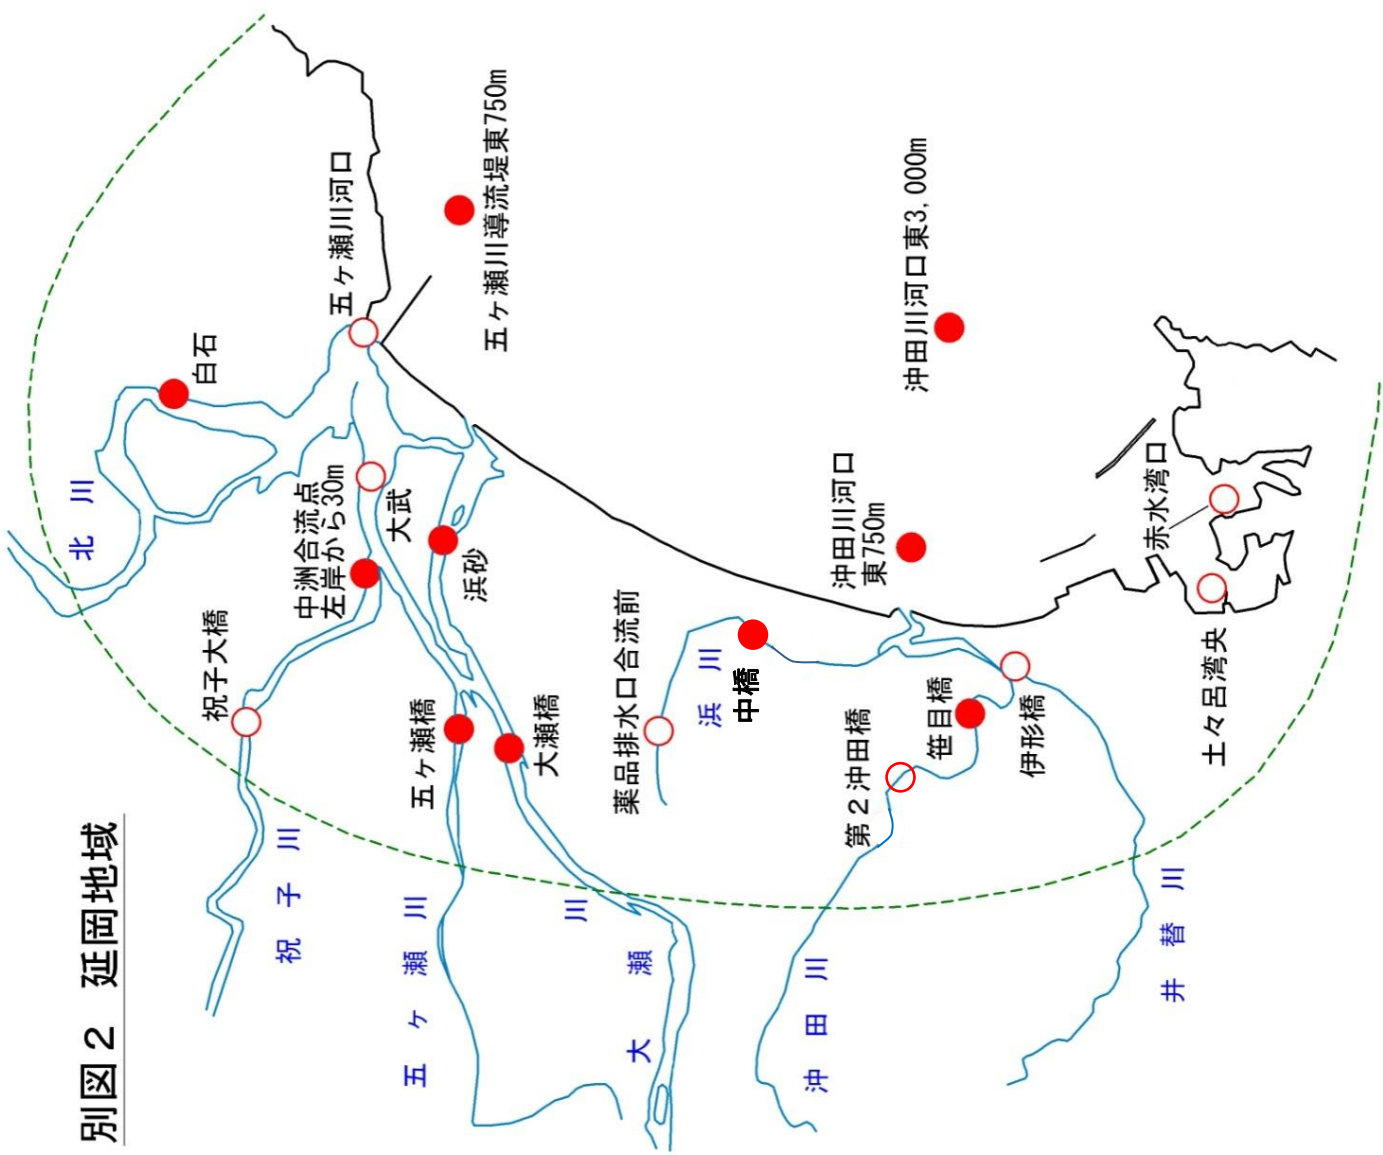 別図２　延岡地域
北川
白石
五ヶ瀬川河口
五ヶ瀬川導流堤東750m
中洲合流点
左岸から30m
大武
浜砂
祝子大橋
祝子川
五ヶ瀬橋
大瀬橋
五ヶ瀬川
大瀬川
薬品排水口合流前
浜川
中橋
沖田川河口東3,000m
沖田川河口
東750m
第２沖田橋
笹目橋
伊形橋
沖田川
井替川
赤水湾口
土々呂湾央